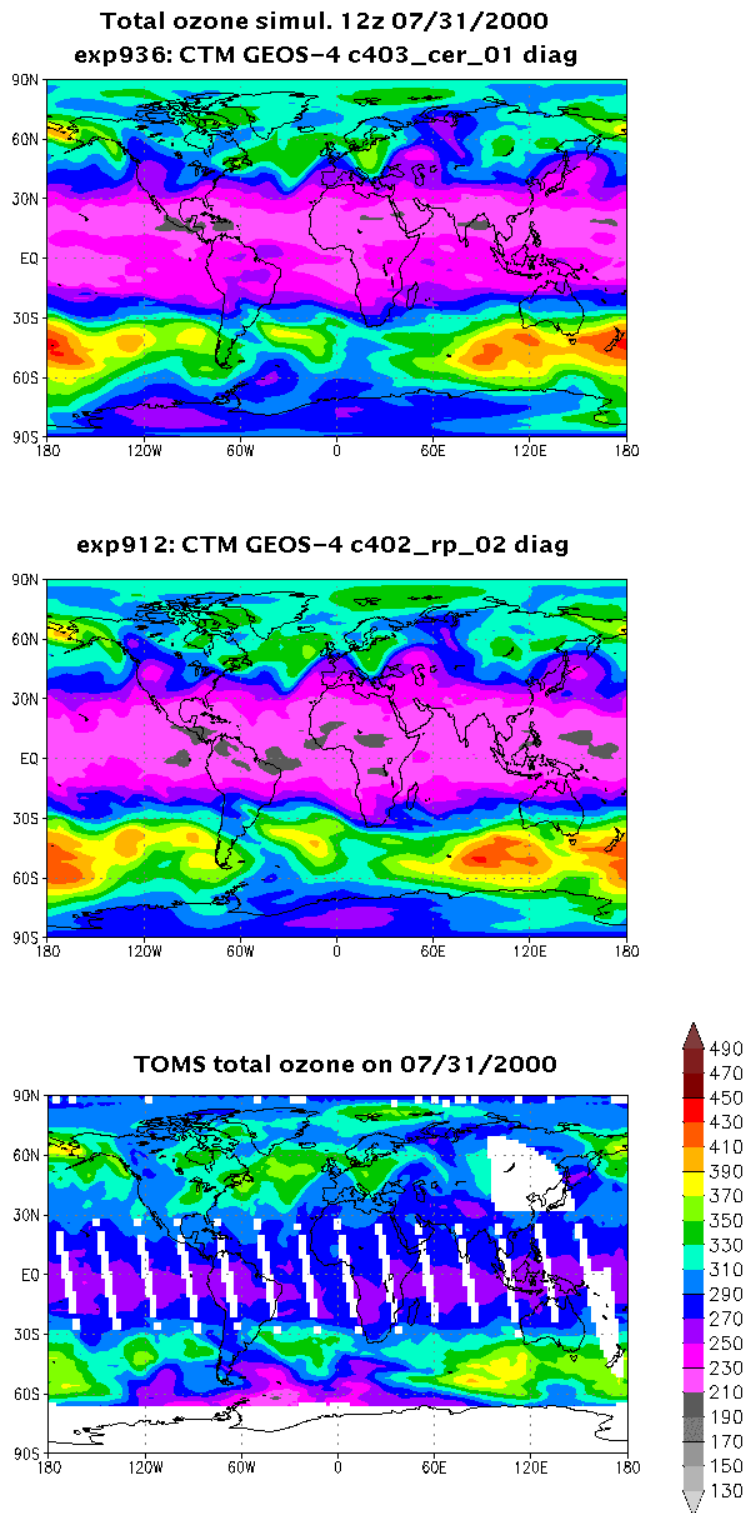 Total ozone simul. 12z 07/31/2000
exp936: CTM GEOS-4 c403_cer_01 diag
90N
60N
30N
EQ
30S
60S
90S
180 120W 60W 0 60E 120E 180
exp912: CTM GEOS-4 c402_rp_02 diag
90N
60N
30N
EQ
30S
60S
90S
180 120W 60W 0 60E 120E 180
TOMS total ozone on 07/31/2000
90N
60N
30N
EQ
30S
60S
90S
180 120W 60W 0 60E 120E 180
490
470
450
430
410
390
370
350
330
310
290
270
250
230
210
190
170
150
130